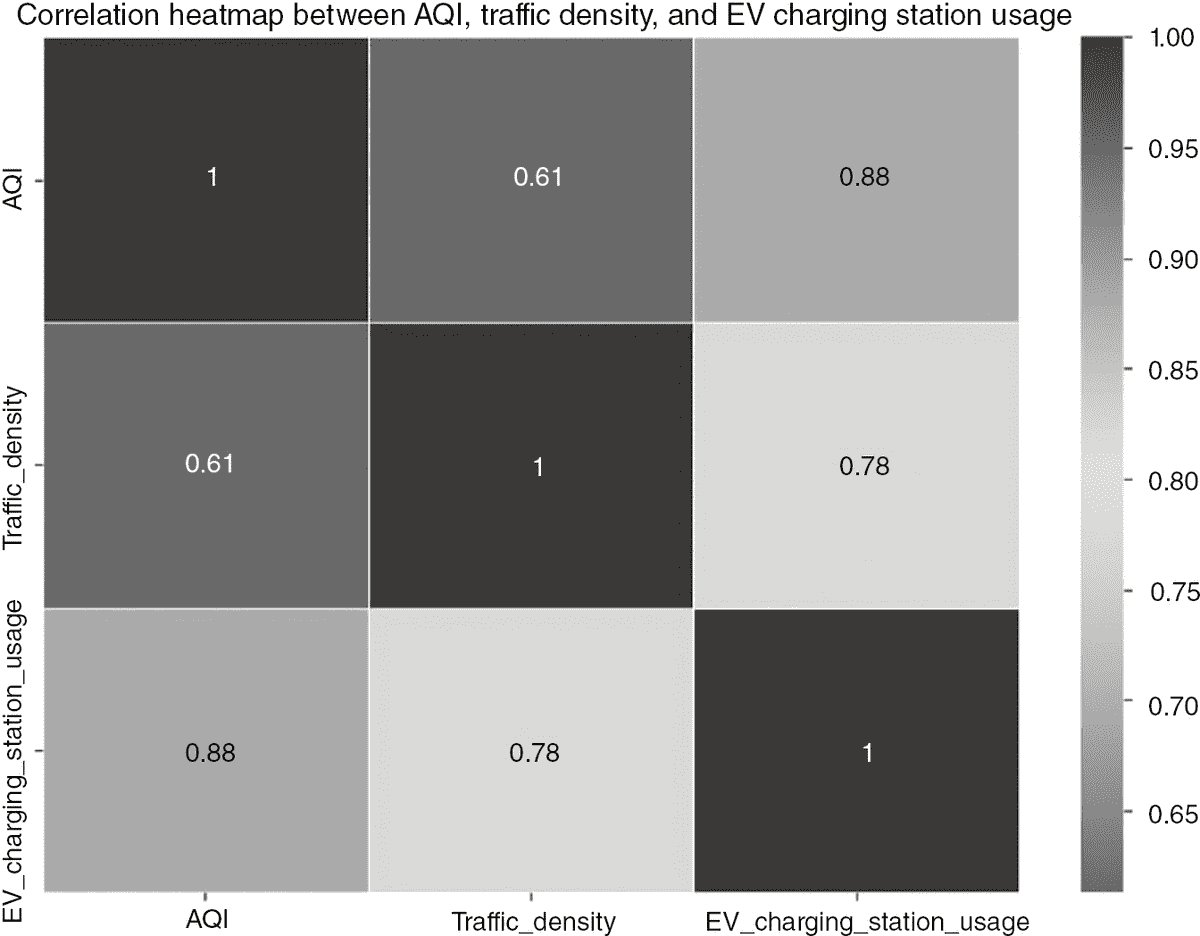 Correlation heatmap between AQI, traffic density, and EV charging station usage
AQI
Traffic_density
EV_charging_station_usage
1
0.61
0.88
0.61
1
0.78
0.88
0.78
1
AQI
Traffic_density
EV_charging_station_usage
1.00
0.95
0.90
0.85
0.80
0.75
0.70
0.65